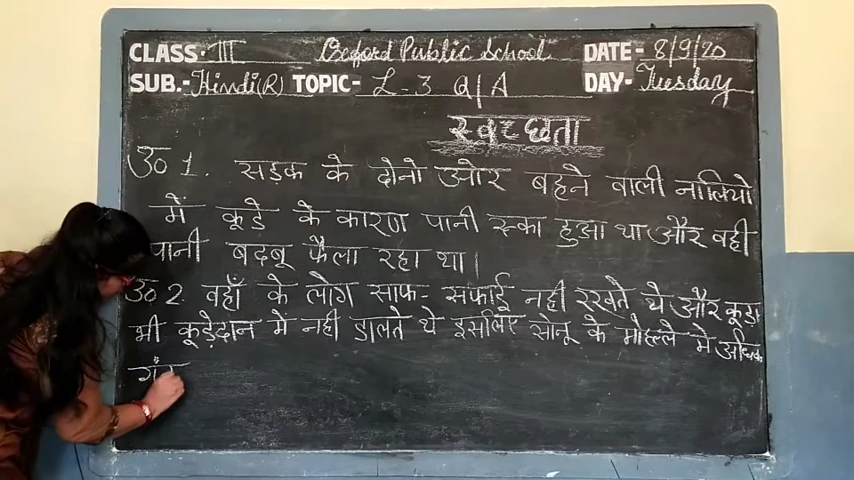 CLASS- III Bedford Public School DATE- 8/9/20
SUB.- Hindi(R) TOPIC- L-3 Q/A DAY- Tuesday
स्वच्छता
उ० 1. सड़क के दोनो ओर बहने वाली नालियो
में कूडे के कारण पानी रुका हुआ था और वही
पानी बदबू फैला रहा था।
उ० 2. वहाँ के लोग साफ-सफाई नही रखते थे और कूड़ा
भी कूड़ेदान में नही डालते थे इसलिए सोनू के मोहल्ले मे अधिक